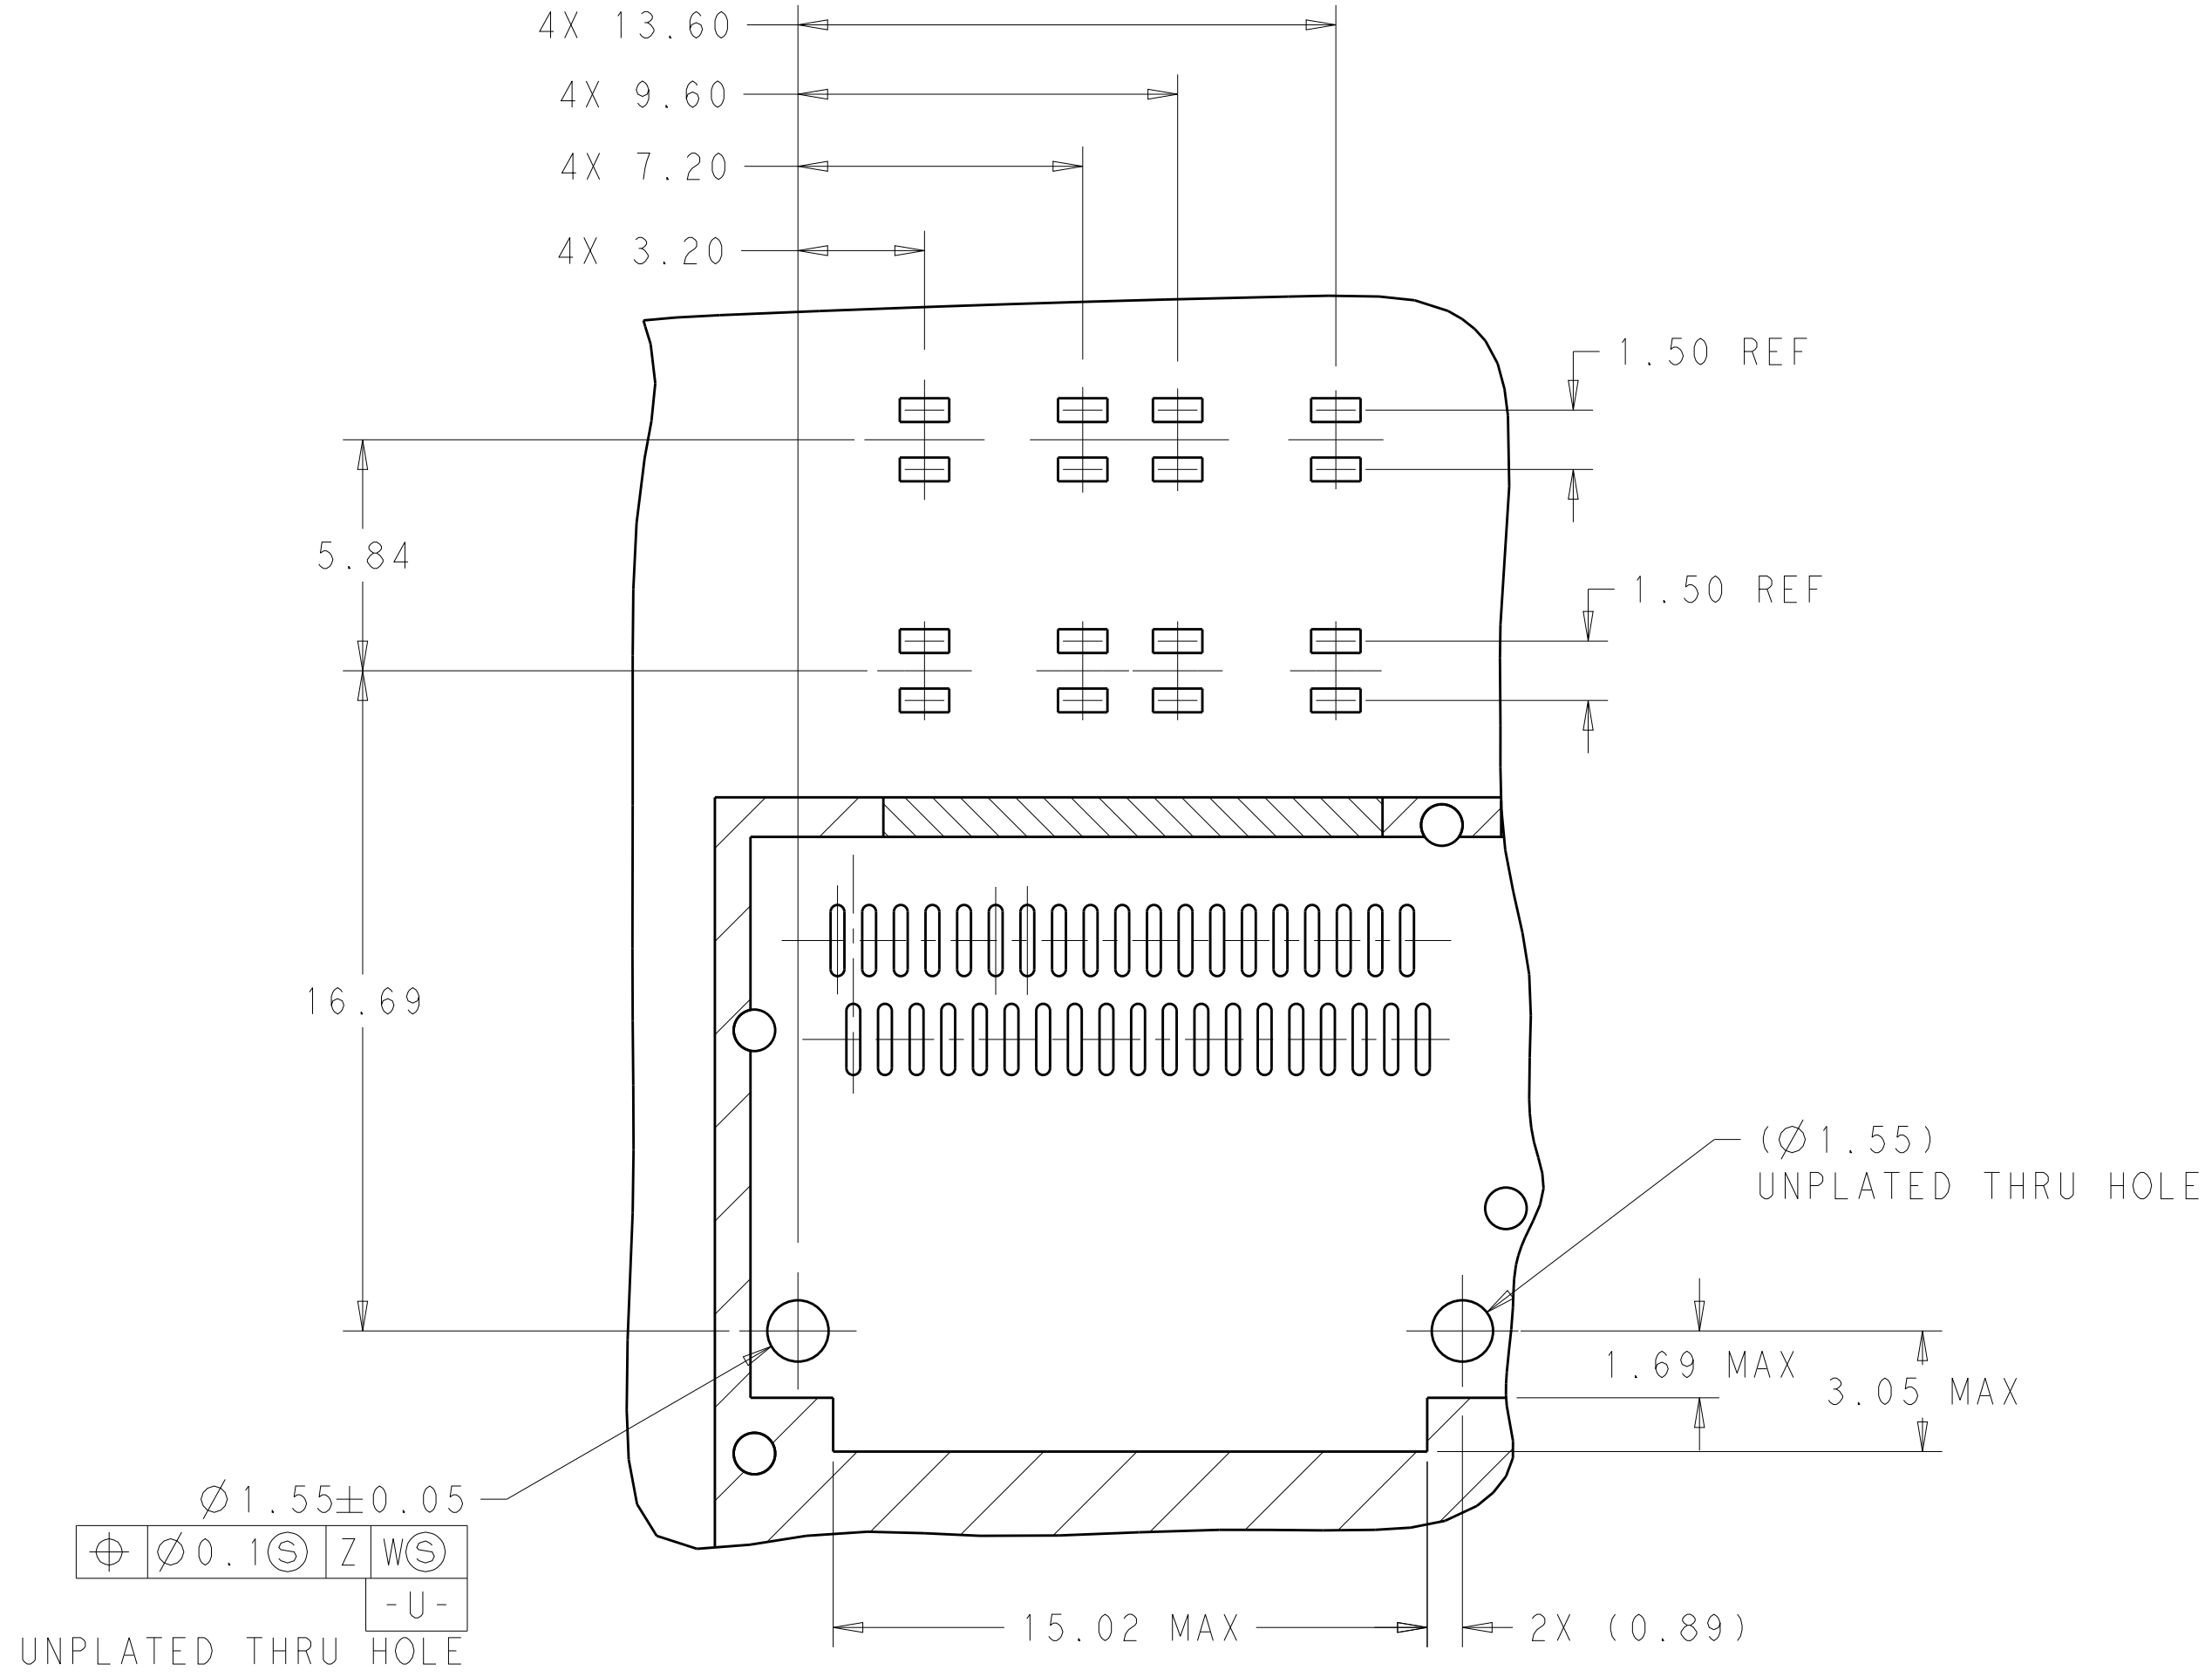 4X 13.60
4X 9.60
4X 7.20
4X 3.20
1.50 REF
5.84
1.50 REF
16.69
(Ø1.55)
UNPLATED THRU HOLE
1.69 MAX
3.05 MAX
Ø1.55±0.05
⌖ Ø0.1Ⓢ Z WⓈ
-U-
UNPLATED THRU HOLE
15.02 MAX
2X (0.89)